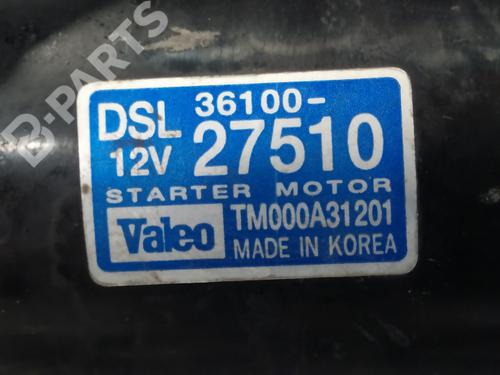 B-PARTS
DSL 36100-
12V 27510
STARTER MOTOR
Valeo TM000A31201
MADE IN KOREA